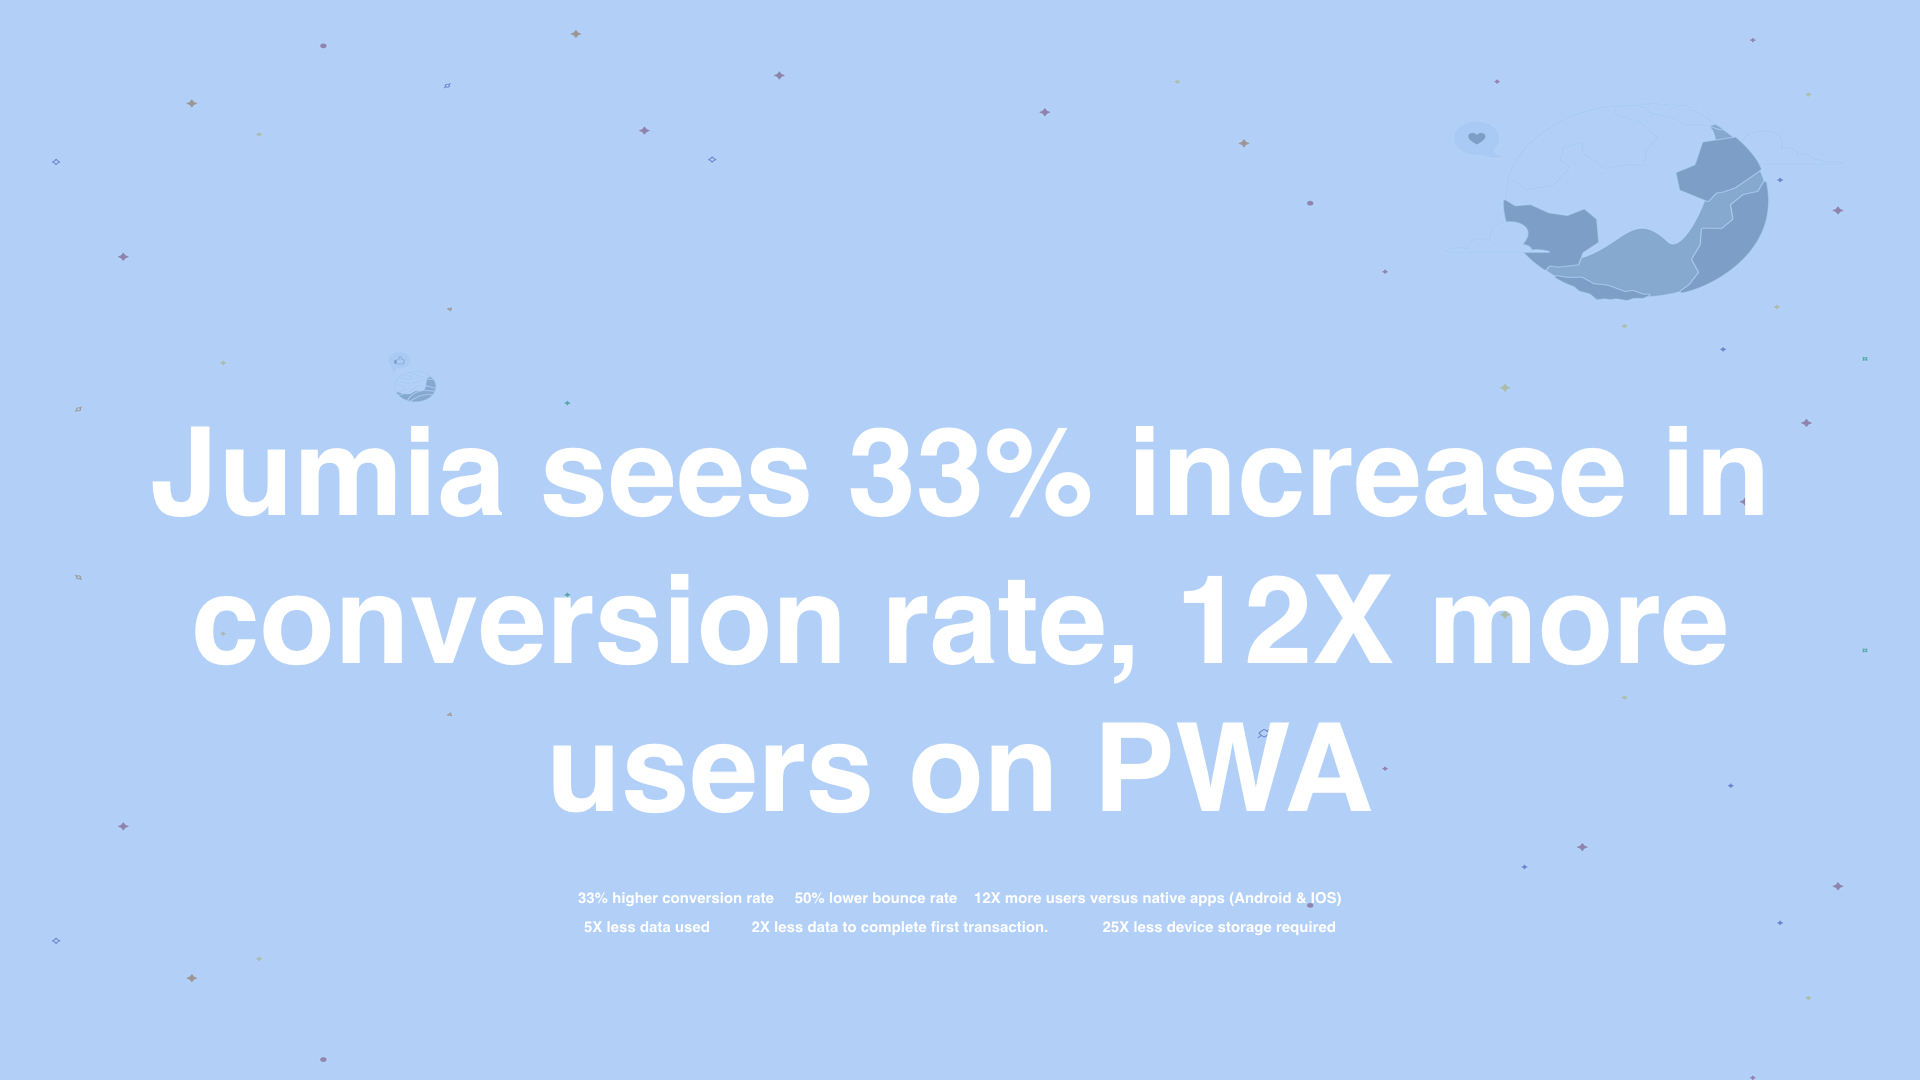 Jumia sees 33% increase in
conversion rate, 12X more
users on PWA
33% higher conversion rate 50% lower bounce rate 12X more users versus native apps (Android & IOS)
5X less data used 2X less data to complete first transaction. 25X less device storage required